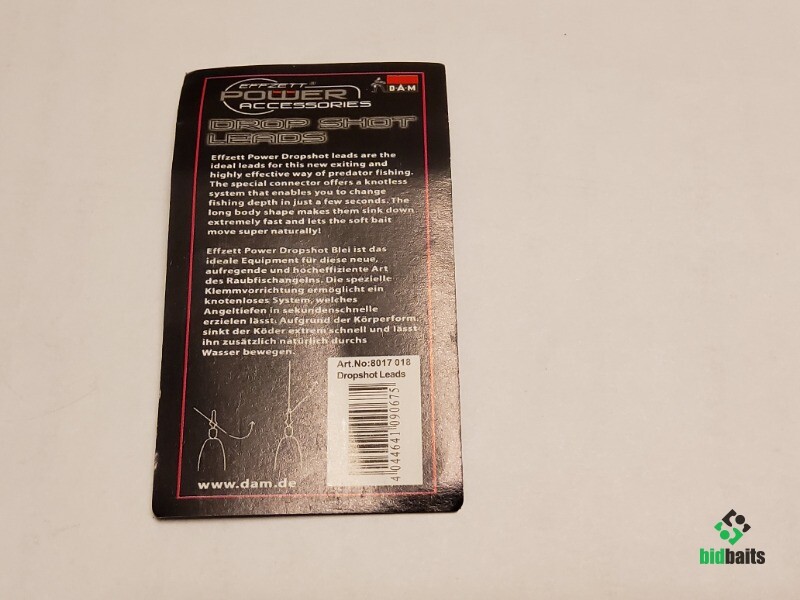 EFFZETT®
POWER
ACCESSORIES
D·A·M
DROP SHOT
LEADS
Effzett Power Dropshot leads are the
ideal leads for this new exiting and
highly effective way of predator fishing.
The special connector offers a knotless
system that enables you to change
fishing depth in just a few seconds. The
long body shape makes them sink down
extremely fast and lets the soft bait
move super naturally!
Effzett Power Dropshot Blei ist das
ideale Equipment für diese neue,
aufregende und hocheffiziente Art
des Raubfischangelns. Die spezielle
Klemmvorrichtung ermöglicht ein
knotenloses System, welches
Angeltiefen in sekundenschnelle
erzielen lässt. Aufgrund der Körperform,
sinkt der Köder extrem schnell und lässt
ihn zusätzlich natürlich durchs
Wasser bewegen.
Art.No:8017 018
Dropshot Leads
4 044641 090675
www.dam.de
bidbaits